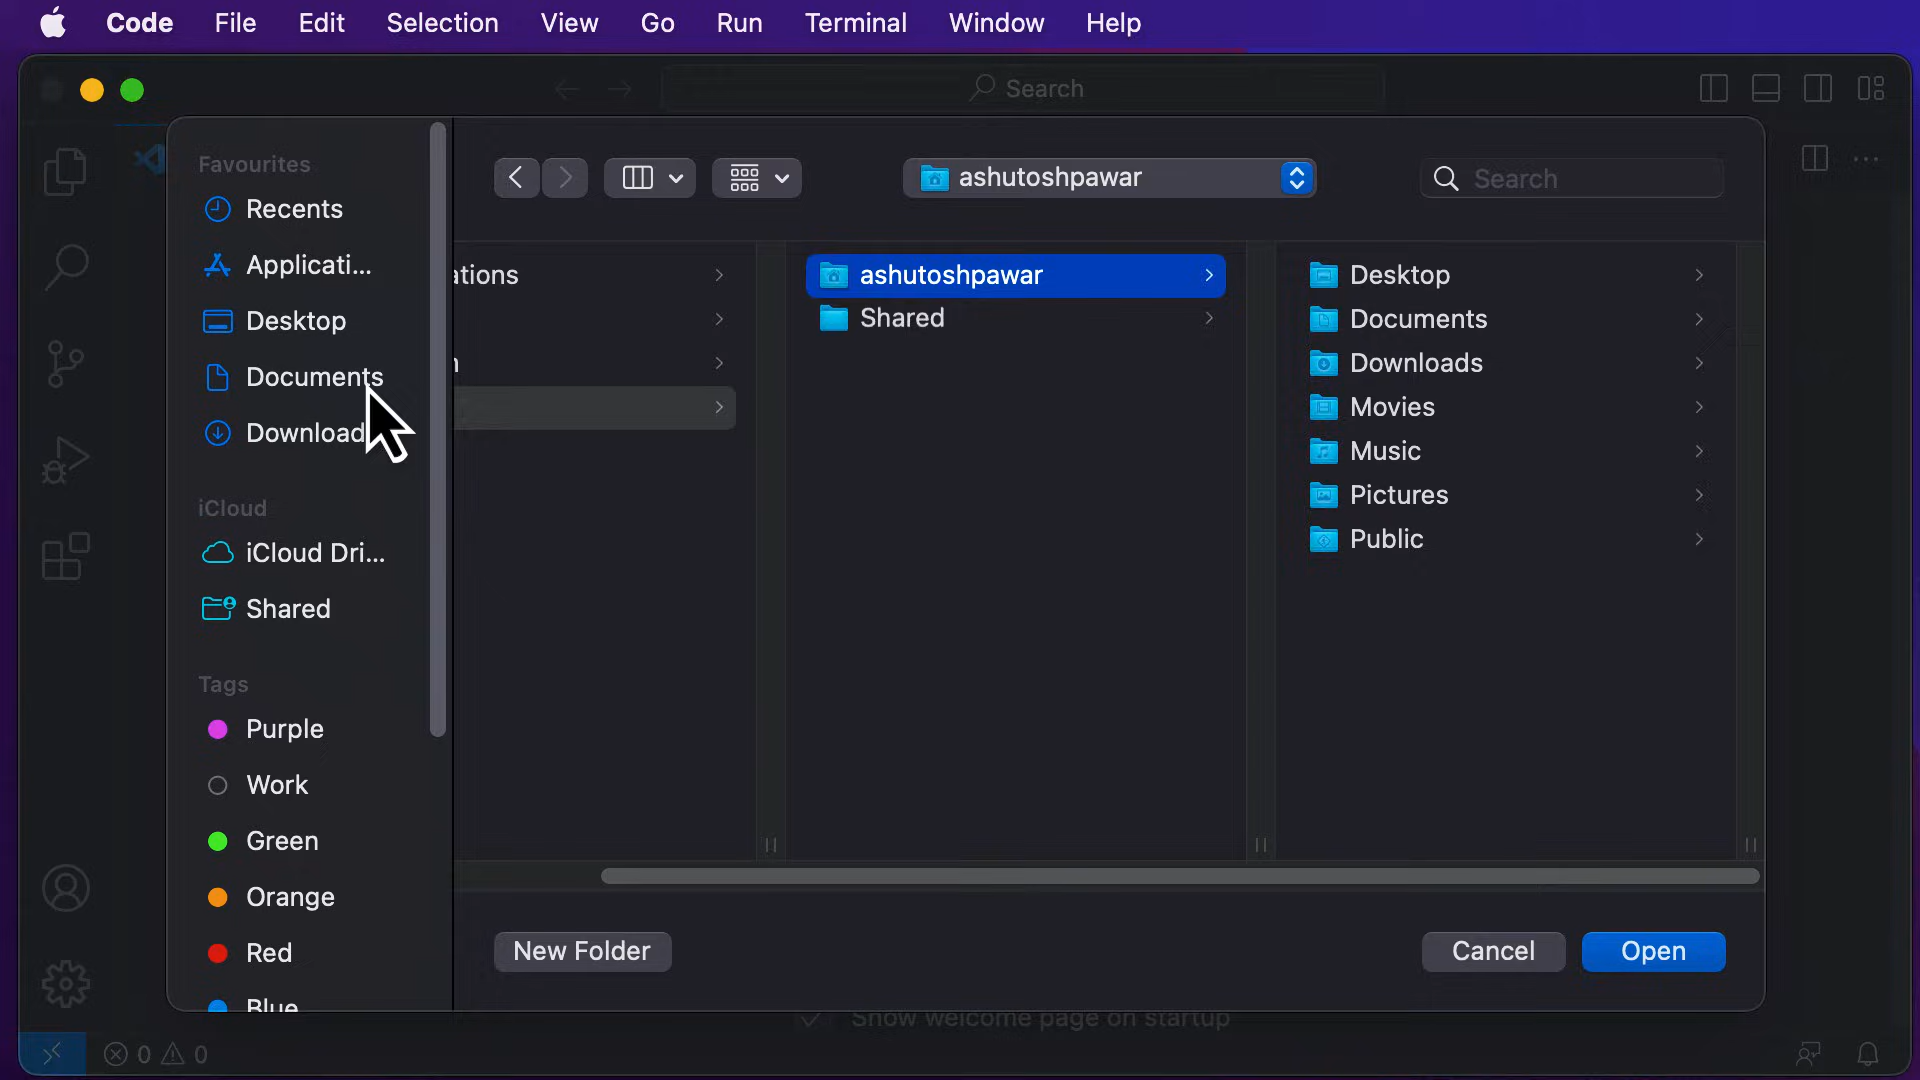 Code File Edit Selection View Go Run Terminal Window Help
Search
Favourites
Recents
Applicati...
Desktop
Documents
Download
iCloud
iCloud Dri...
Shared
Tags
Purple
Work
Green
Orange
Red
Blue
ashutoshpawar
Search
ations
ashutoshpawar
Shared
Desktop
Documents
Downloads
Movies
Music
Pictures
Public
New Folder
Cancel
Open
Show welcome page on startup
0 0